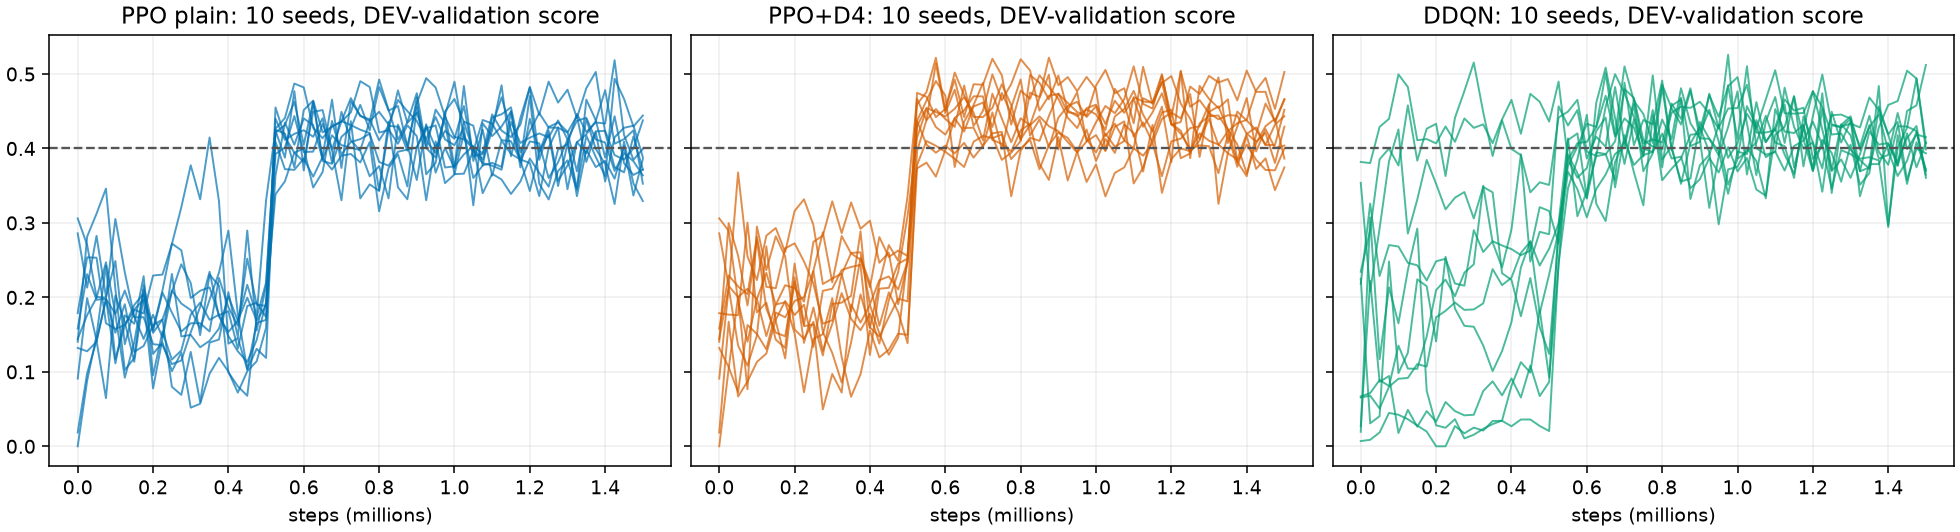 PPO plain: 10 seeds, DEV-validation score
PPO+D4: 10 seeds, DEV-validation score
DDQN: 10 seeds, DEV-validation score
0.5
0.4
0.3
0.2
0.1
0.0
0.0 0.2 0.4 0.6 0.8 1.0 1.2 1.4
0.0 0.2 0.4 0.6 0.8 1.0 1.2 1.4
0.0 0.2 0.4 0.6 0.8 1.0 1.2 1.4
steps (millions)
steps (millions)
steps (millions)